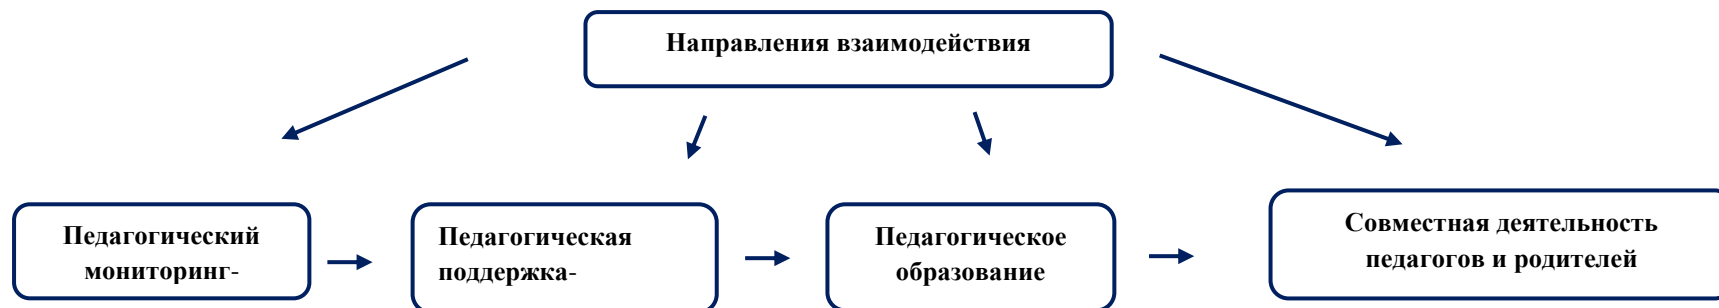 Направления взаимодействия
Педагогический
мониторинг-
Педагогическая
поддержка-
Педагогическое
образование
Совместная деятельность
педагогов и родителей